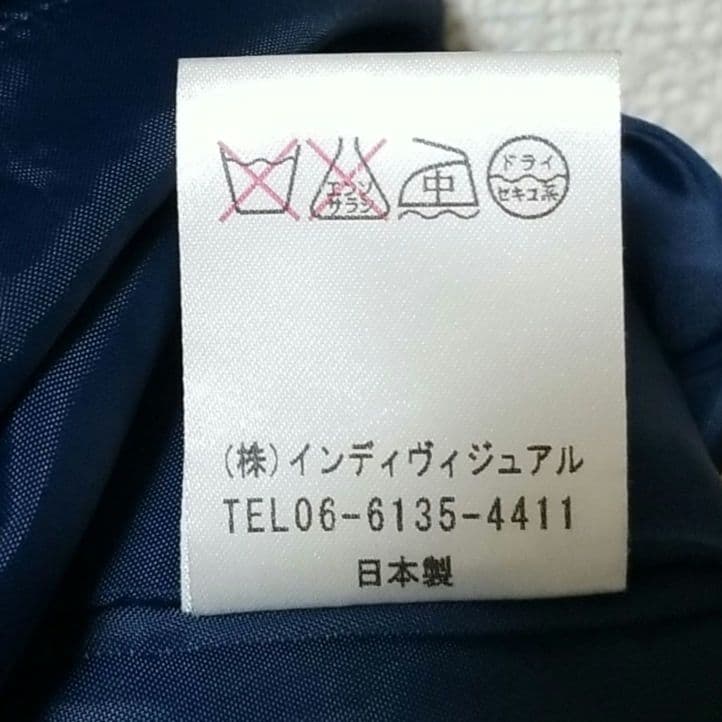 エンソ
サラシ
中
ドライ
セキユ系
(株)インディヴィジュアル
TEL06-6135-4411
日本製